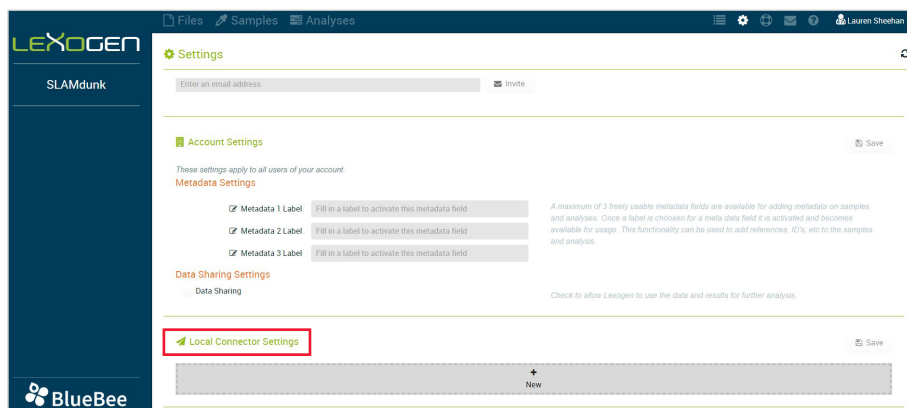 Files Samples Analyses Lauren Sheehan
LEXOGEN
Settings
SLAMdunk
Enter an email address Invite
Account Settings Save
These settings apply to all users of your account.
Metadata Settings
Metadata 1 Label Fill in a label to activate this metadata field
Metadata 2 Label Fill in a label to activate this metadata field
Metadata 3 Label Fill in a label to activate this metadata field
A maximum of 3 freely usable metadata fields are available for adding metadata on samples
and analyses. Once a label is choosen for a meta data field it is activated and becomes
available for usage. This functionality can be used to add references, ID's, etc to the samples
and analysis.
Data Sharing Settings
Data Sharing Check to allow Lexogen to use the data and results for further analysis.
Local Connector Settings Save
+
New
BlueBee